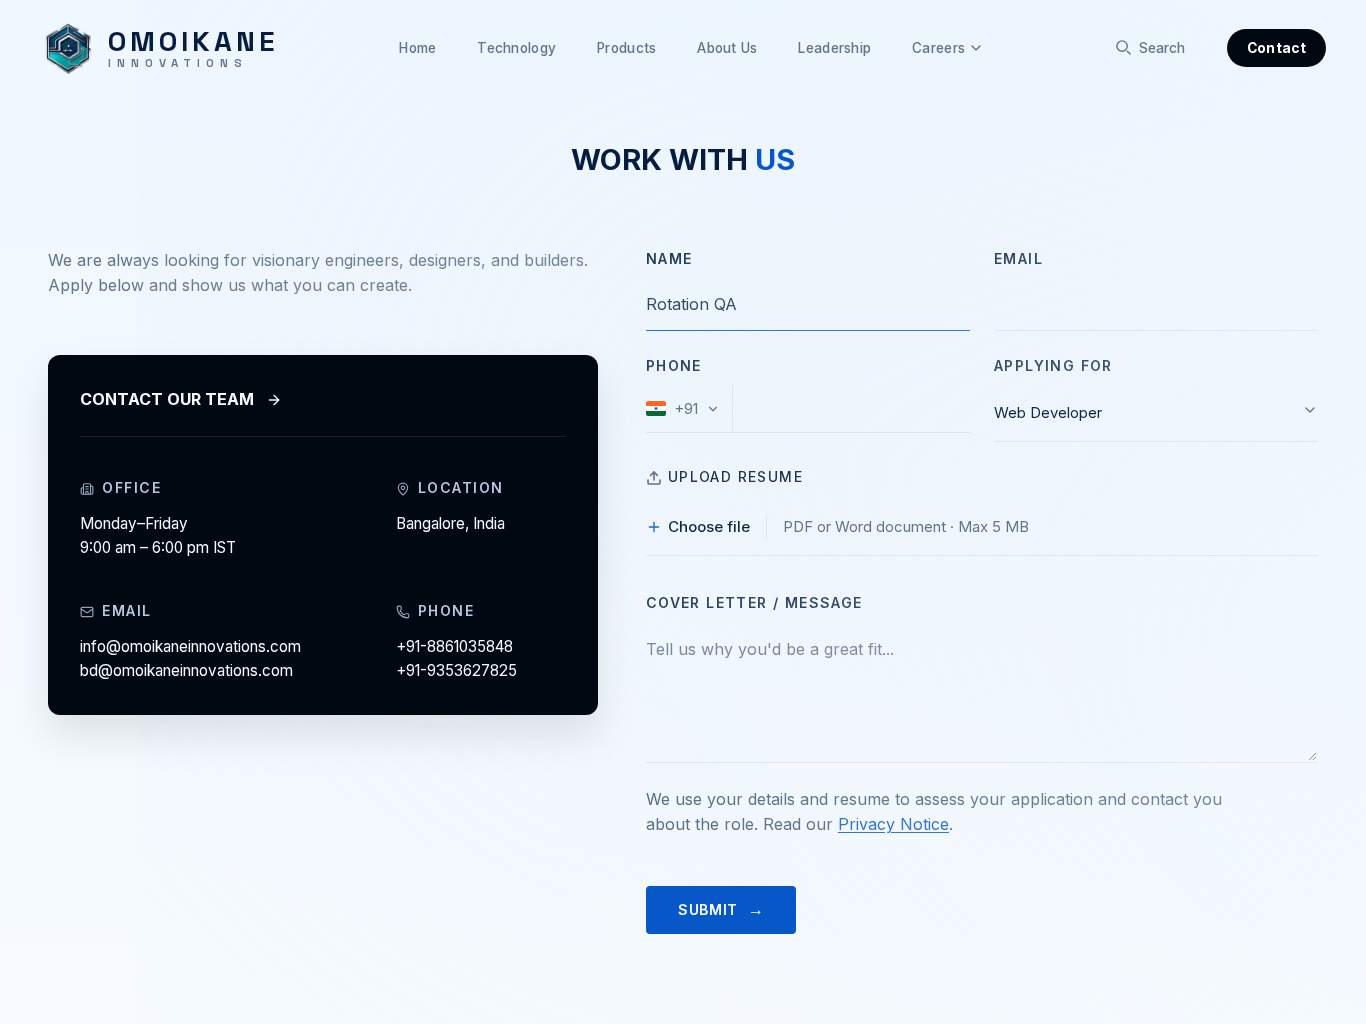 OMOIKANE
INNOVATIONS
Home
Technology
Products
About Us
Leadership
Careers
Search
Contact
WORK WITH US
We are always looking for visionary engineers, designers, and builders.
Apply below and show us what you can create.
CONTACT OUR TEAM →
OFFICE
Monday–Friday
9:00 am – 6:00 pm IST
LOCATION
Bangalore, India
EMAIL
info@omoikaneinnovations.com
bd@omoikaneinnovations.com
PHONE
+91-8861035848
+91-9353627825
NAME
Rotation QA
EMAIL
PHONE
+91
APPLYING FOR
Web Developer
UPLOAD RESUME
+ Choose file
PDF or Word document · Max 5 MB
COVER LETTER / MESSAGE
Tell us why you'd be a great fit...
We use your details and resume to assess your application and contact you
about the role. Read our Privacy Notice.
SUBMIT →